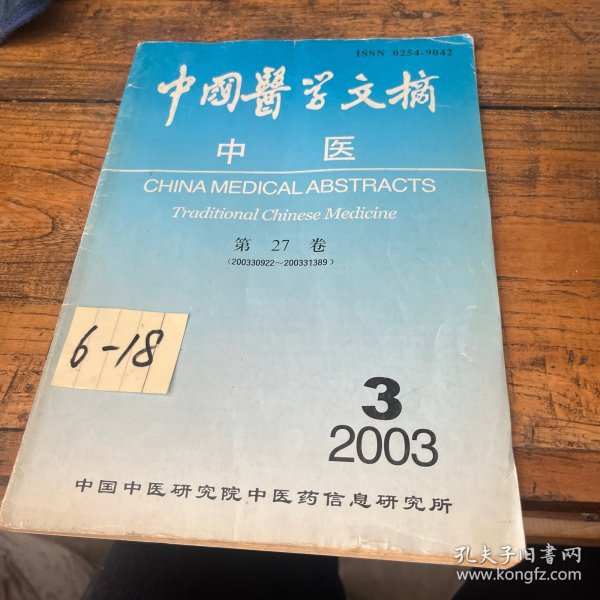 ISSN 0254-9042
中國醫学文摘
中 医
CHINA MEDICAL ABSTRACTS
Traditional Chinese Medicine
第 27 卷
(200330922～200331389)
6-18
3
2003
中国中医研究院中医药信息研究所
孔夫子旧書网
www.kongfz.com